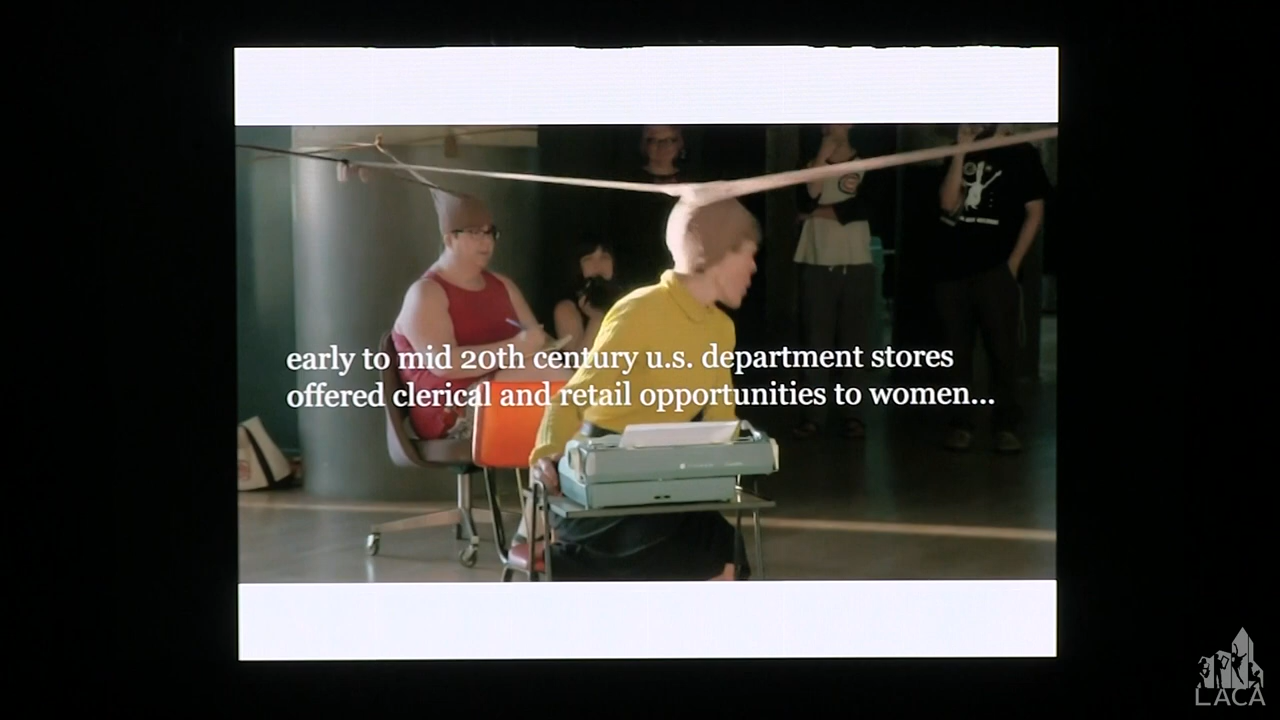 early to mid 20th century u.s. department stores
offered clerical and retail opportunities to women...
LACA